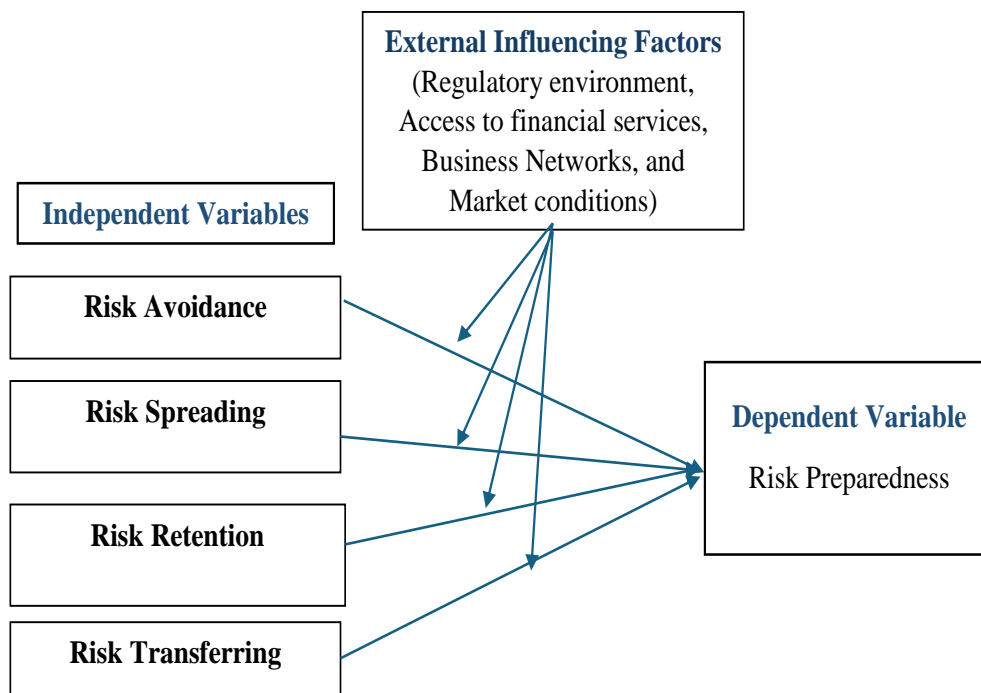 External Influencing Factors
(Regulatory environment,
Access to financial services,
Business Networks, and
Market conditions)
Independent Variables
Risk Avoidance
Risk Spreading
Risk Retention
Risk Transferring
Dependent Variable
Risk Preparedness